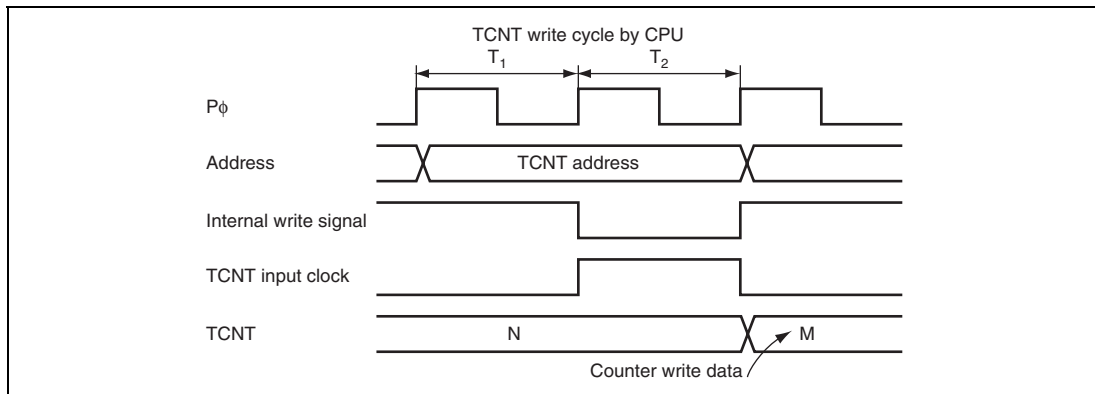 TCNT write cycle by CPU
T1 T2
Pφ
Address TCNT address
Internal write signal
TCNT input clock
TCNT N M
Counter write data